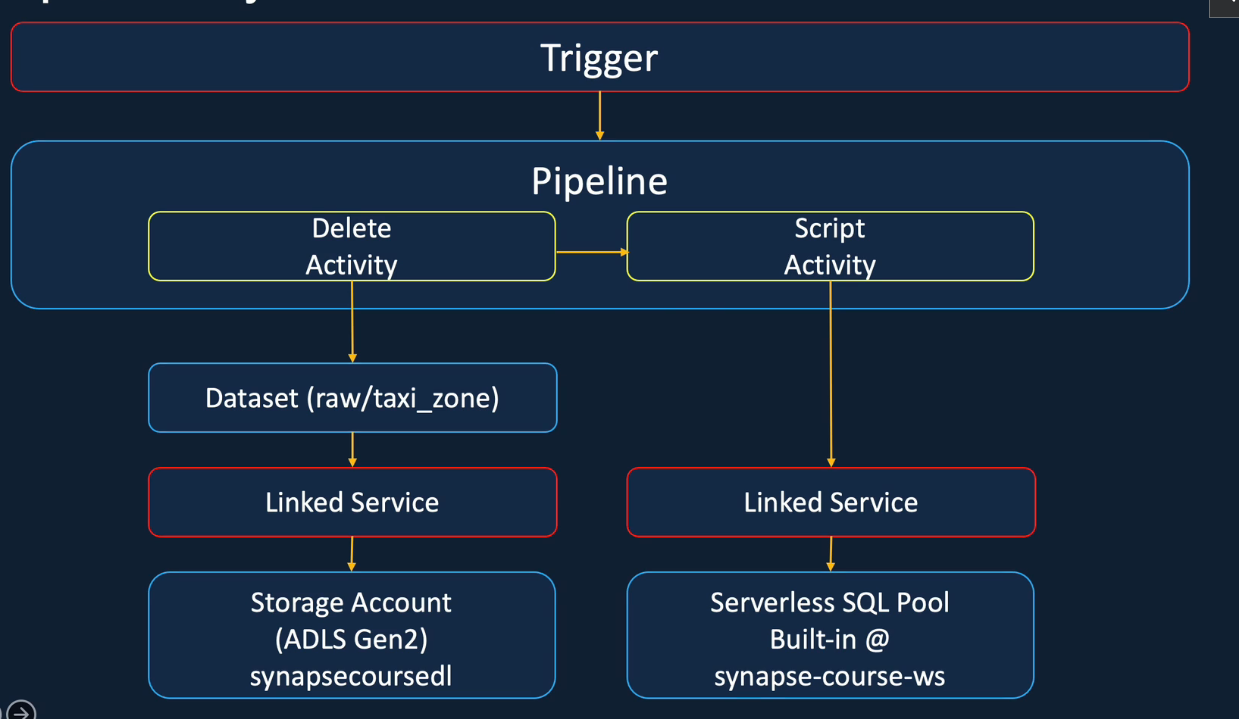 Trigger
Pipeline
Delete
Activity
Script
Activity
Dataset (raw/taxi_zone)
Linked Service
Linked Service
Storage Account
(ADLS Gen2)
synapsecoursedl
Serverless SQL Pool
Built-in @
synapse-course-ws